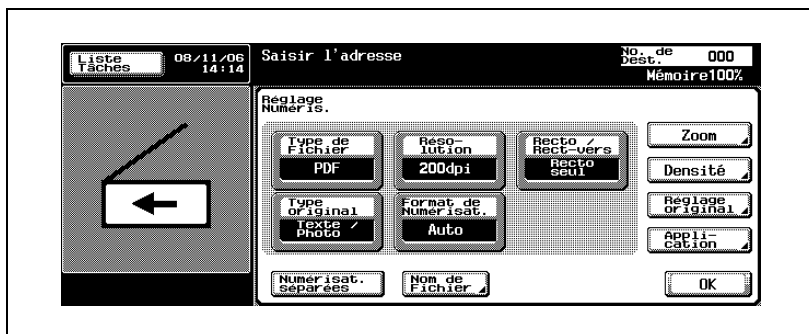 Liste
Tâches
08/11/06
14:14
Saisir l'adresse
No. de
Dest.
000
Mémoire100%
Réglage
Numéris.
Type de
Fichier
PDF
Réso-
lution
200dpi
Recto /
Rect-vers
Recto
seul
Type
original
Texte /
Photo
Format de
Numérisat.
Auto
Zoom
Densité
Réglage
original
Appli-
cation
Numérisat.
séparées
Nom de
Fichier
OK